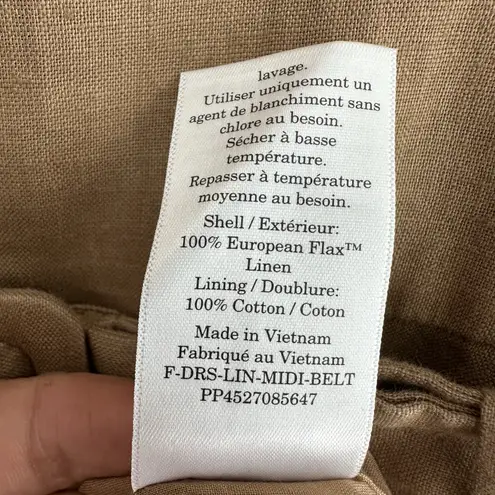 lavage.
Utiliser uniquement un
agent de blanchiment sans
chlore au besoin.
Sécher à basse
température.
Repasser à température
moyenne au besoin.
Shell / Extérieur:
100% European Flax™
Linen
Lining / Doublure:
100% Cotton / Coton
Made in Vietnam
Fabriqué au Vietnam
F-DRS-LIN-MIDI-BELT
PP4527085647